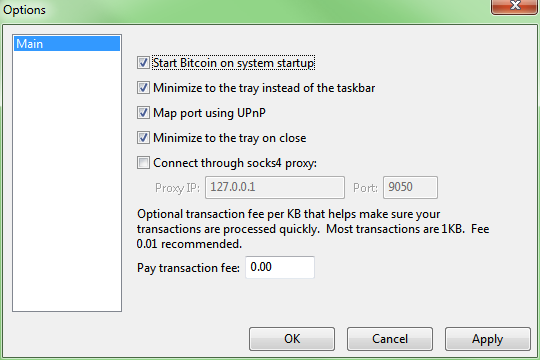 Options
Main
Start Bitcoin on system startup
Minimize to the tray instead of the taskbar
Map port using UPnP
Minimize to the tray on close
Connect through socks4 proxy:
Proxy IP: 127.0.0.1 Port: 9050
Optional transaction fee per KB that helps make sure your
transactions are processed quickly. Most transactions are 1KB. Fee
0.01 recommended.
Pay transaction fee: 0.00
OK Cancel Apply